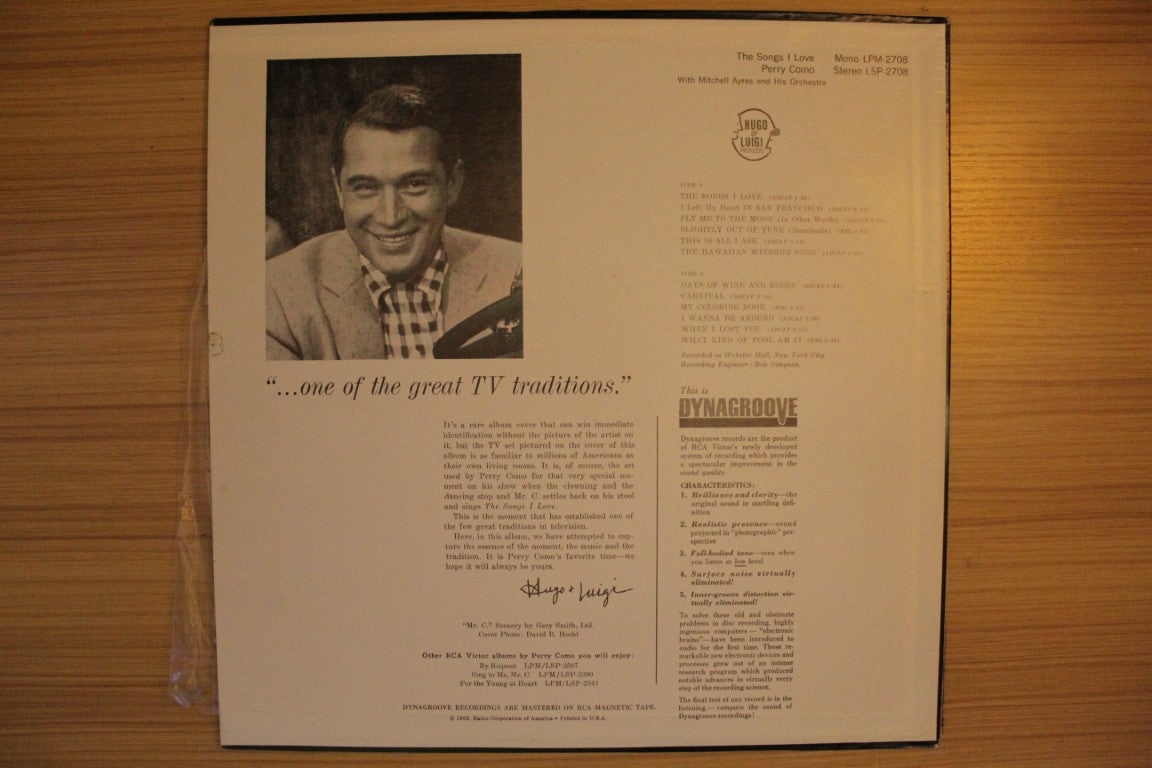 The Songs I Love Mono LPM-2708
Perry Como Stereo LSP-2708
With Mitchell Ayres and His Orchestra
HUGO
LUIGI
SIDE 1
THE SONGS I LOVE (ASCAP
I Left My Heart IN SAN FRANCISCO (ASCAP
FLY ME TO THE MOON (In Other Words) (ASCAP
SLIGHTLY OUT OF TUNE (Desafinado) (BMI
THIS IS ALL I ASK (ASCAP
THE HAWAIIAN WEDDING SONG (ASCAP
SIDE 2
DAYS OF WINE AND ROSES (ASCAP
CARNIVAL (ASCAP
MY COLORING BOOK (BMI
I WANNA BE AROUND (ASCAP
WHEN I LOST YOU (ASCAP
WHAT KIND OF FOOL AM I? (BMI
Recorded in Webster Hall, New York City.
Recording Engineer: Bob Simpson.
“...one of the great TV traditions.”
It's a rare album cover that can win immediate
identification without the picture of the artist on
it, but the TV set pictured on the cover of this
album is as familiar to millions of Americans as
their own living rooms. It is, of course, the set
used by Perry Como for that very special mo-
ment on his show when the clowning and the
dancing stop and Mr. C. settles back on his stool
and sings The Songs I Love.
This is the moment that has established one of
the few great traditions in television.
Here, in this album, we have attempted to cap-
ture the essence of the moment, the music and the
tradition. It is Perry Como's favorite time—we
hope it will always be yours.
Hugo & Luigi
“Mr. C.” Scenery by Gary Smith, Ltd.
Cover Photo: David B. Hecht
Other RCA Victor albums by Perry Como you will enjoy:
By Request LPM/LSP-2567
Sing to Me, Mr. C. LPM/LSP-2390
For the Young at Heart LPM/LSP-2343
This is
DYNAGROOVE
Dynagroove records are the product
of RCA Victor's newly developed
system of recording which provides
a spectacular improvement in the
sound quality.
CHARACTERISTICS:
1. Brilliance and clarity—the
original sound in startling defi-
nition
2. Realistic presence—sound
projected in “photographic” per-
spective
3. Full-bodied tone—even when
you listen at low level
4. Surface noise virtually
eliminated!
5. Inner-groove distortion vir-
tually eliminated!
To solve these old and obstinate
problems in disc recording, highly
ingenious computers — “electronic
brains”—have been introduced to
audio for the first time. These re-
markable new electronic devices and
processes grew out of an intense
research program which produced
notable advances in virtually every
step of the recording science.
The final test of any record is in the
listening — compare the sound of
Dynagroove recordings!
DYNAGROOVE RECORDINGS ARE MASTERED ON RCA MAGNETIC TAPE.
© 1963, Radio Corporation of America • Printed in U.S.A.